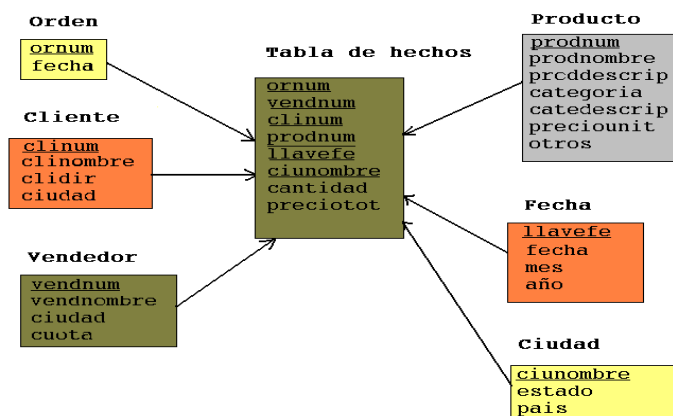 Orden
ornum
fecha
Cliente
clinum
clinombre
clidir
ciudad
Vendedor
vendnum
vendnombre
ciudad
cuota
Tabla de hechos
ornum
vendnum
clinum
prodnum
llavefe
ciunombre
cantidad
preciotot
Producto
prodnum
prodnombre
prcddescrip
categoria
catedescrip
preciounit
otros
Fecha
llavefe
fecha
mes
año
Ciudad
ciunombre
estado
pais